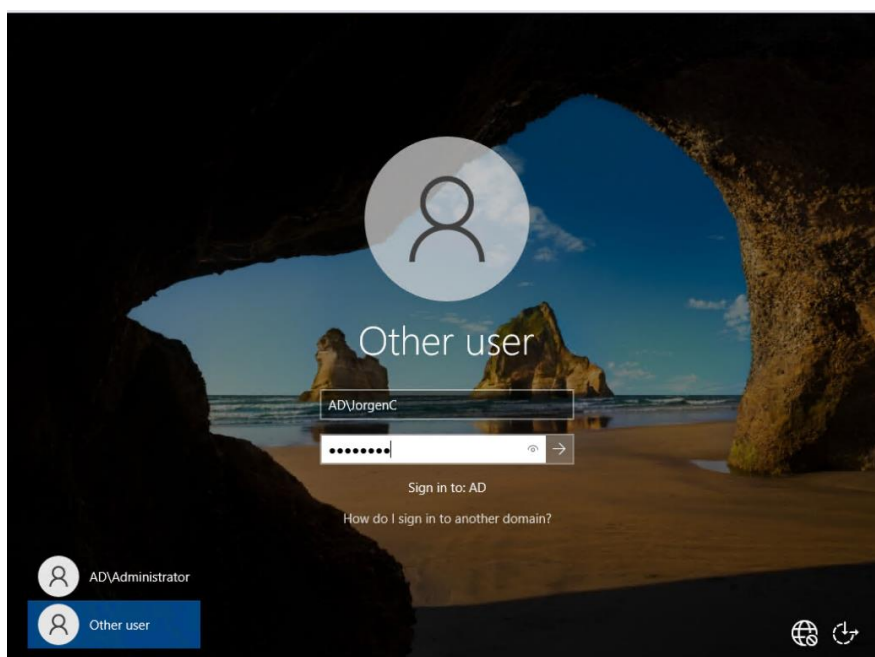 Other user
AD\JorgenC
Sign in to: AD
How do I sign in to another domain?
AD\Administrator
Other user